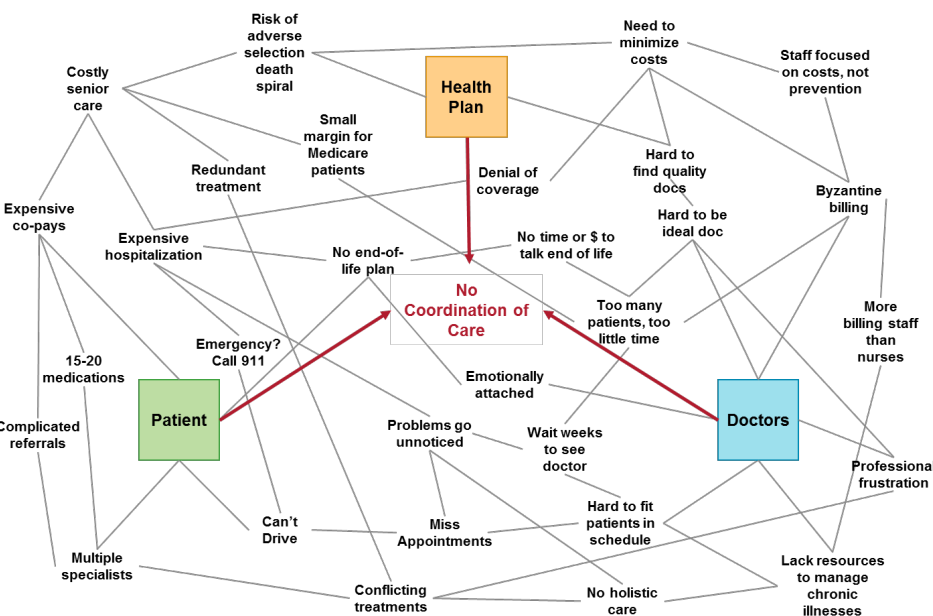 Risk of
adverse
selection
death
spiral
Need to
minimize
costs
Staff focused
on costs, not
prevention
Costly
senior
care
Health
Plan
Small
margin for
Medicare
patients
Redundant
treatment
Denial of
coverage
Hard to
find quality
docs
Byzantine
billing
Expensive
co-pays
Hard to be
ideal doc
Expensive
hospitalization
No end-of-
life plan
No time or $ to
talk end of life
No
Coordination of
Care
Too many
patients, too
little time
More
billing staff
than
nurses
Emergency?
Call 911
15-20
medications
Emotionally
attached
Patient
Doctors
Complicated
referrals
Problems go
unnoticed
Wait weeks
to see
doctor
Professional
frustration
Can't
Drive
Miss
Appointments
Hard to fit
patients in
schedule
Multiple
specialists
Conflicting
treatments
No holistic
care
Lack resources
to manage
chronic
illnesses